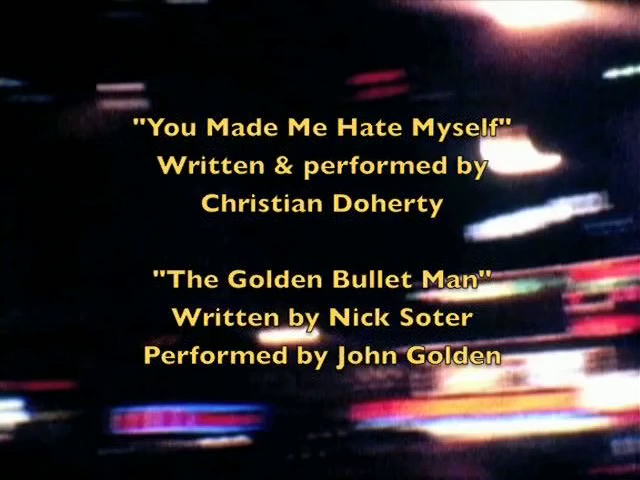 "You Made Me Hate Myself"
Written & performed by
Christian Doherty
"The Golden Bullet Man"
Written by Nick Soter
Performed by John Golden